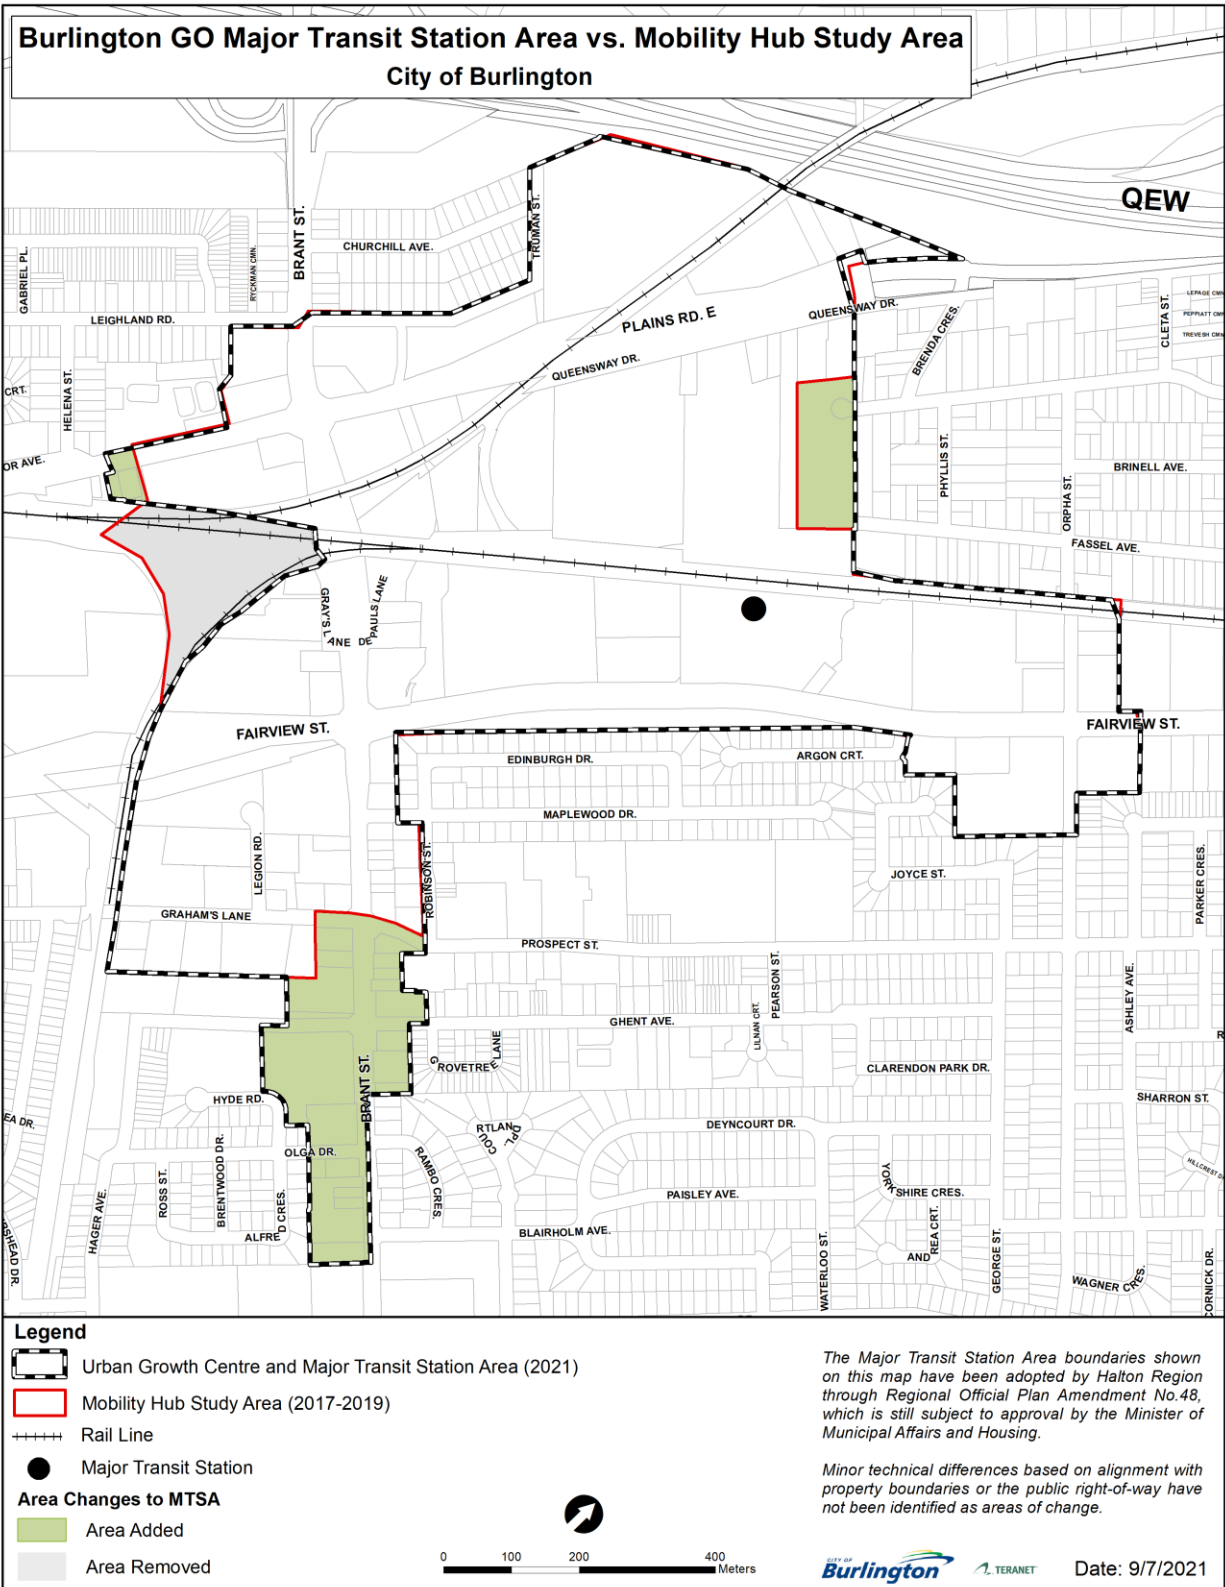 Burlington GO Major Transit Station Area vs. Mobility Hub Study Area
City of Burlington
QEW
BRANT ST.
TRUMAN ST.
CHURCHILL AVE.
RYCKMAN CMN.
GABRIEL PL.
LEIGHLAND RD.
PLAINS RD. E
QUEENSWAY DR.
QUEENSWAY DR.
BRENDA CRES.
CLETA ST.
LEPAGE CMN
PEPPIATT CMN
TREVESH CMN
CRT.
HELENA ST.
OR AVE.
PHYLLIS ST.
BRINELL AVE.
ORPHA ST.
FASSEL AVE.
GRAY'S LANE
DE PAULS LANE
FAIRVIEW ST.
FAIRVIEW ST.
EDINBURGH DR.
ARGON CRT.
MAPLEWOOD DR.
LEGION RD.
ROBINSON ST.
JOYCE ST.
PARKER CRES.
GRAHAM'S LANE
PROSPECT ST.
PEARSON ST.
ASHLEY AVE.
GHENT AVE.
LILNAN CRT.
GROVETREE LANE
BRANT ST.
CLARENDON PARK DR.
R
HYDE RD.
SHARRON ST.
EA DR.
COURTLAND PL.
DEYNCOURT DR.
BRENTWOOD DR.
OLGA DR.
RAMBO CRES.
HILLCREST D
ROSS ST.
PAISLEY AVE.
YORKSHIRE CRES.
HAGER AVE.
ALFRED CRES.
BLAIRHOLM AVE.
WATERLOO ST.
REA CRT.
AND
GEORGE ST.
WAGNER CRES.
CORNICK DR.
RSHEAD DR.
Legend
Urban Growth Centre and Major Transit Station Area (2021)
Mobility Hub Study Area (2017-2019)
Rail Line
Major Transit Station
Area Changes to MTSA
Area Added
Area Removed
0 100 200 400
Meters
The Major Transit Station Area boundaries shown
on this map have been adopted by Halton Region
through Regional Official Plan Amendment No.48,
which is still subject to approval by the Minister of
Municipal Affairs and Housing.
Minor technical differences based on alignment with
property boundaries or the public right-of-way have
not been identified as areas of change.
CITY OF
Burlington
TERANET
Date: 9/7/2021